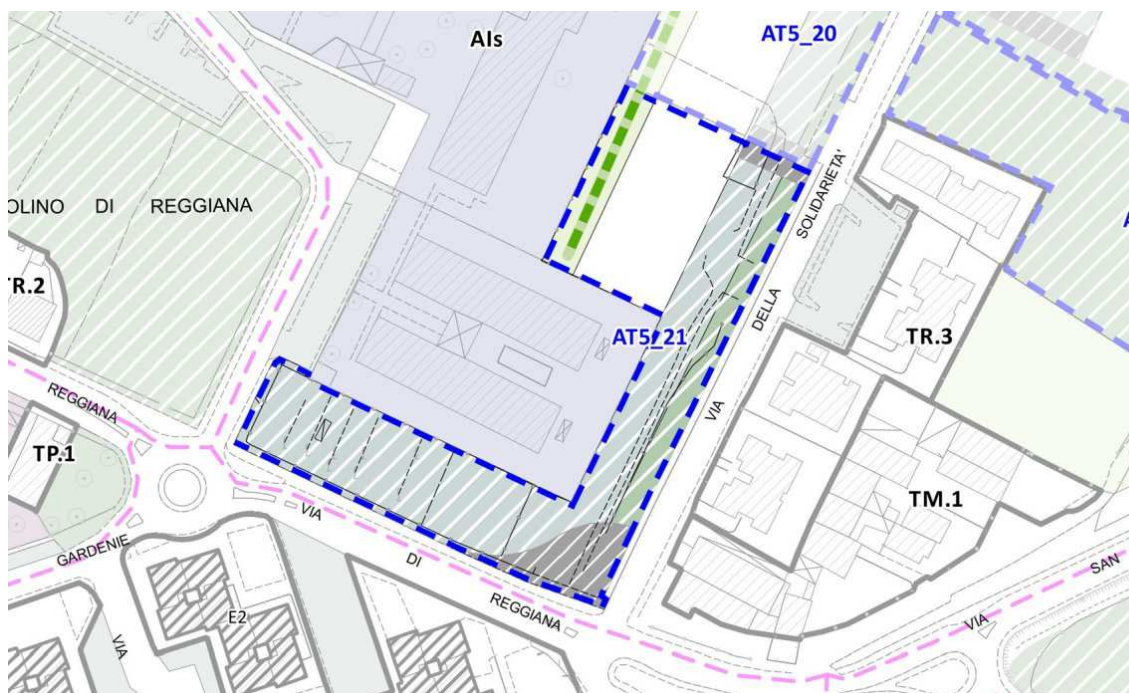 AIs
AT5_20
OLINO DI REGGIANA
SOLIDARIETA'
DELLA
VIA
TR.2
AT5_21
TR.3
REGGIANA
TP.1
TM.1
VIA
DI
REGGIANA
GARDENIE
VIA
E2
SAN
VIA